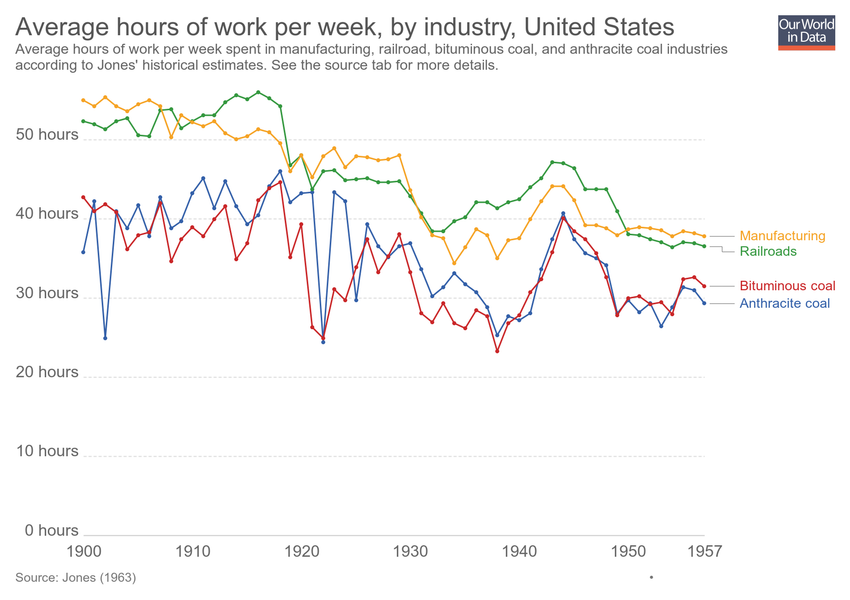 Average hours of work per week, by industry, United States
Our World
in Data
Average hours of work per week spent in manufacturing, railroad, bituminous coal, and anthracite coal industries
according to Jones' historical estimates. See the source tab for more details.
50 hours
40 hours
Manufacturing
Railroads
30 hours
Bituminous coal
Anthracite coal
20 hours
10 hours
0 hours
1900 1910 1920 1930 1940 1950 1957
Source: Jones (1963)